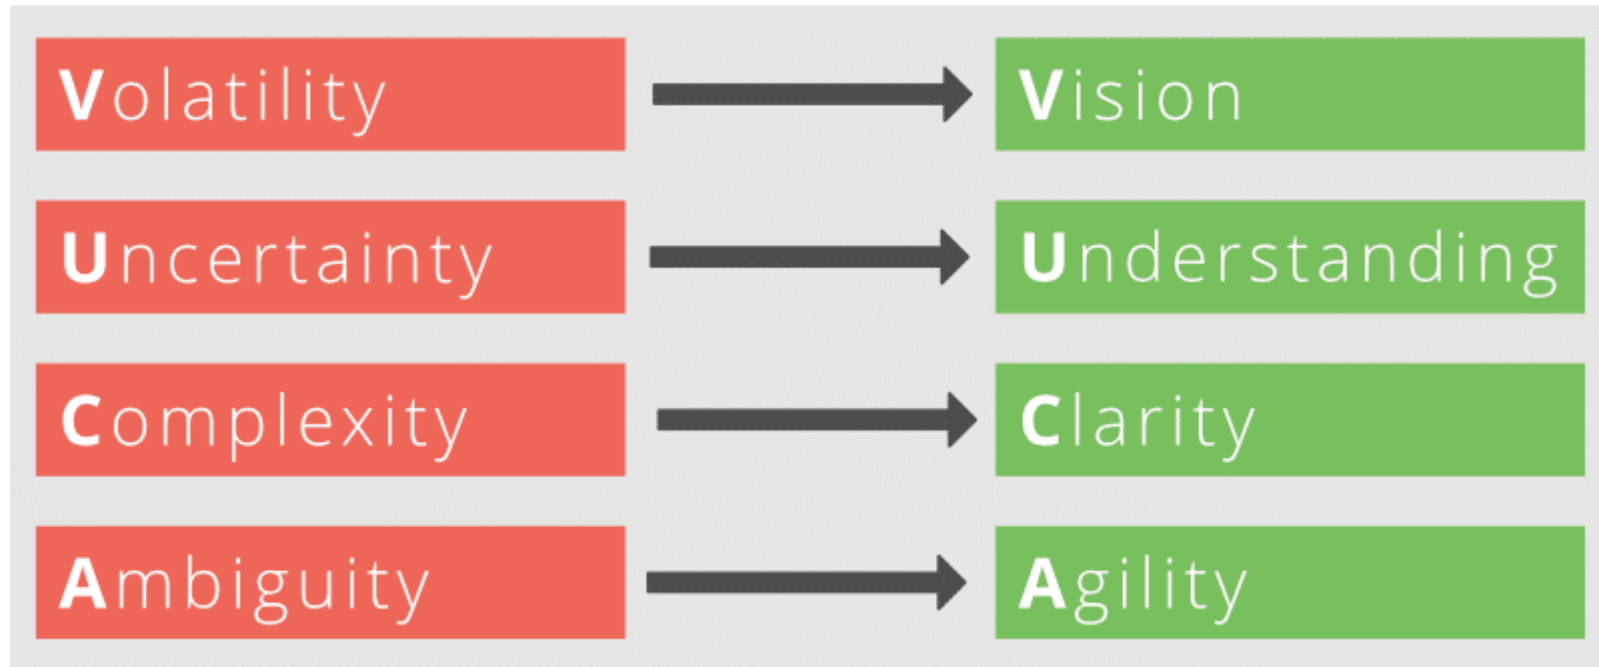 Volatility Vision
Uncertainty Understanding
Complexity Clarity
Ambiguity Agility